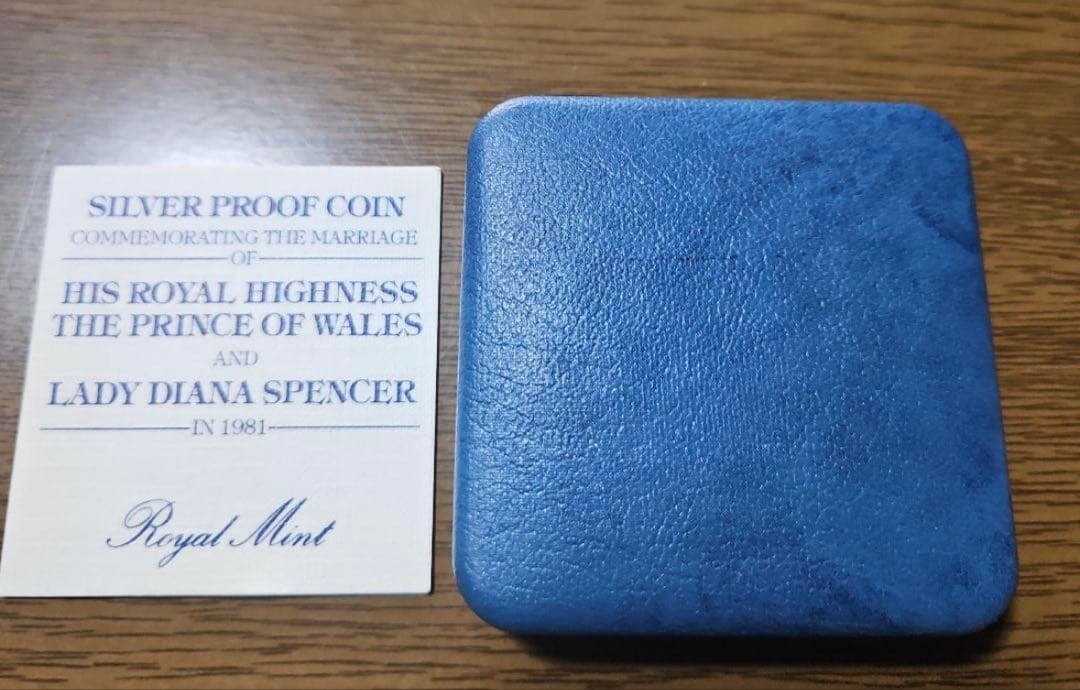 SILVER PROOF COIN
COMMEMORATING THE MARRIAGE
OF
HIS ROYAL HIGHNESS
THE PRINCE OF WALES
AND
LADY DIANA SPENCER
IN 1981
Royal Mint